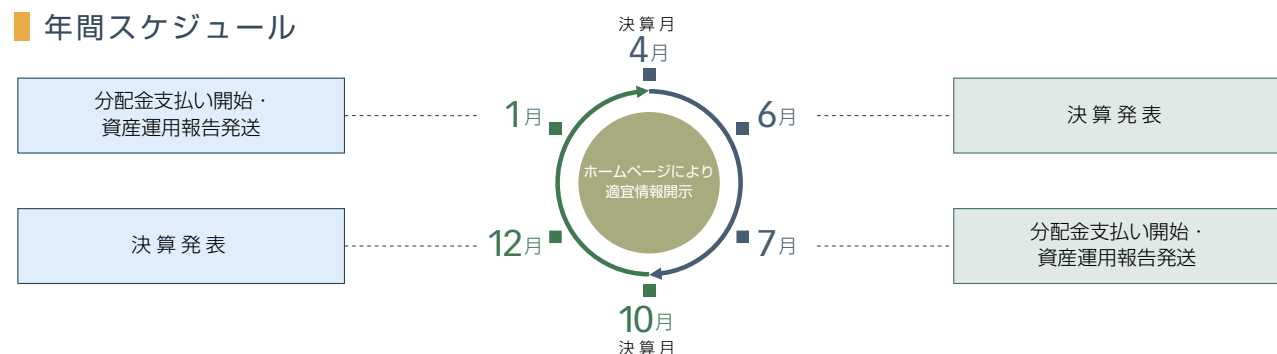 年間スケジュール
決算月
4月
分配金支払い開始・
資産運用報告発送
1月
6月
決算発表
ホームページにより
適宜情報開示
決算発表
12月
7月
分配金支払い開始・
資産運用報告発送
10月
決算月